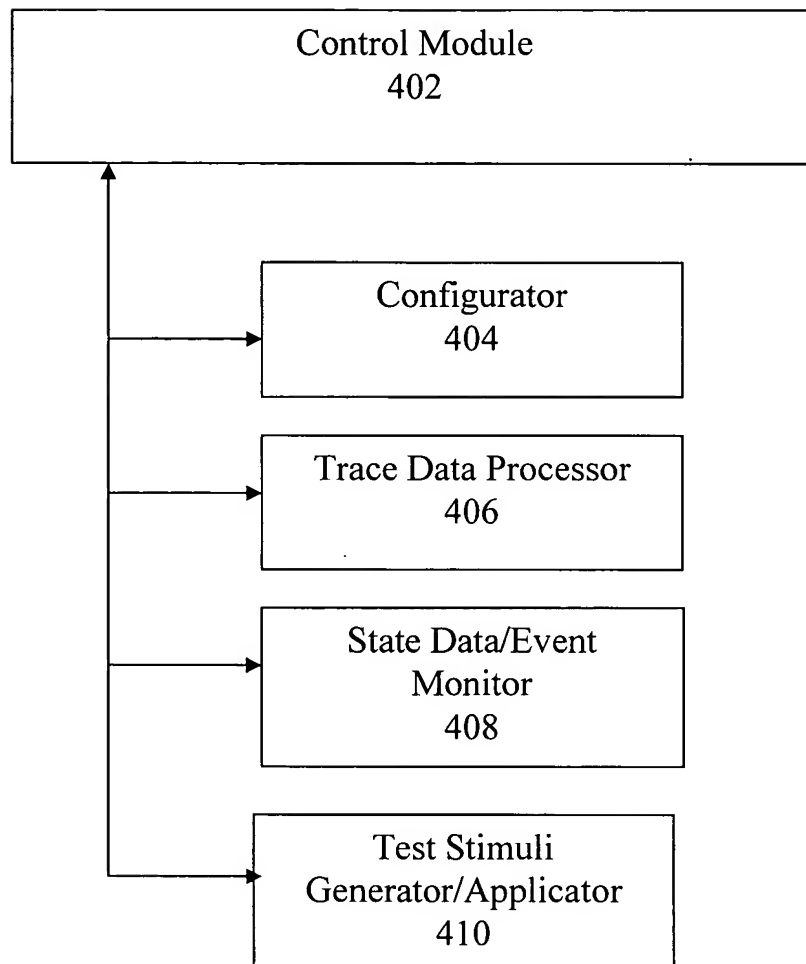 Control Module
402
Configurator
404
Trace Data Processor
406
State Data/Event
Monitor
408
Test Stimuli
Generator/Applicator
410